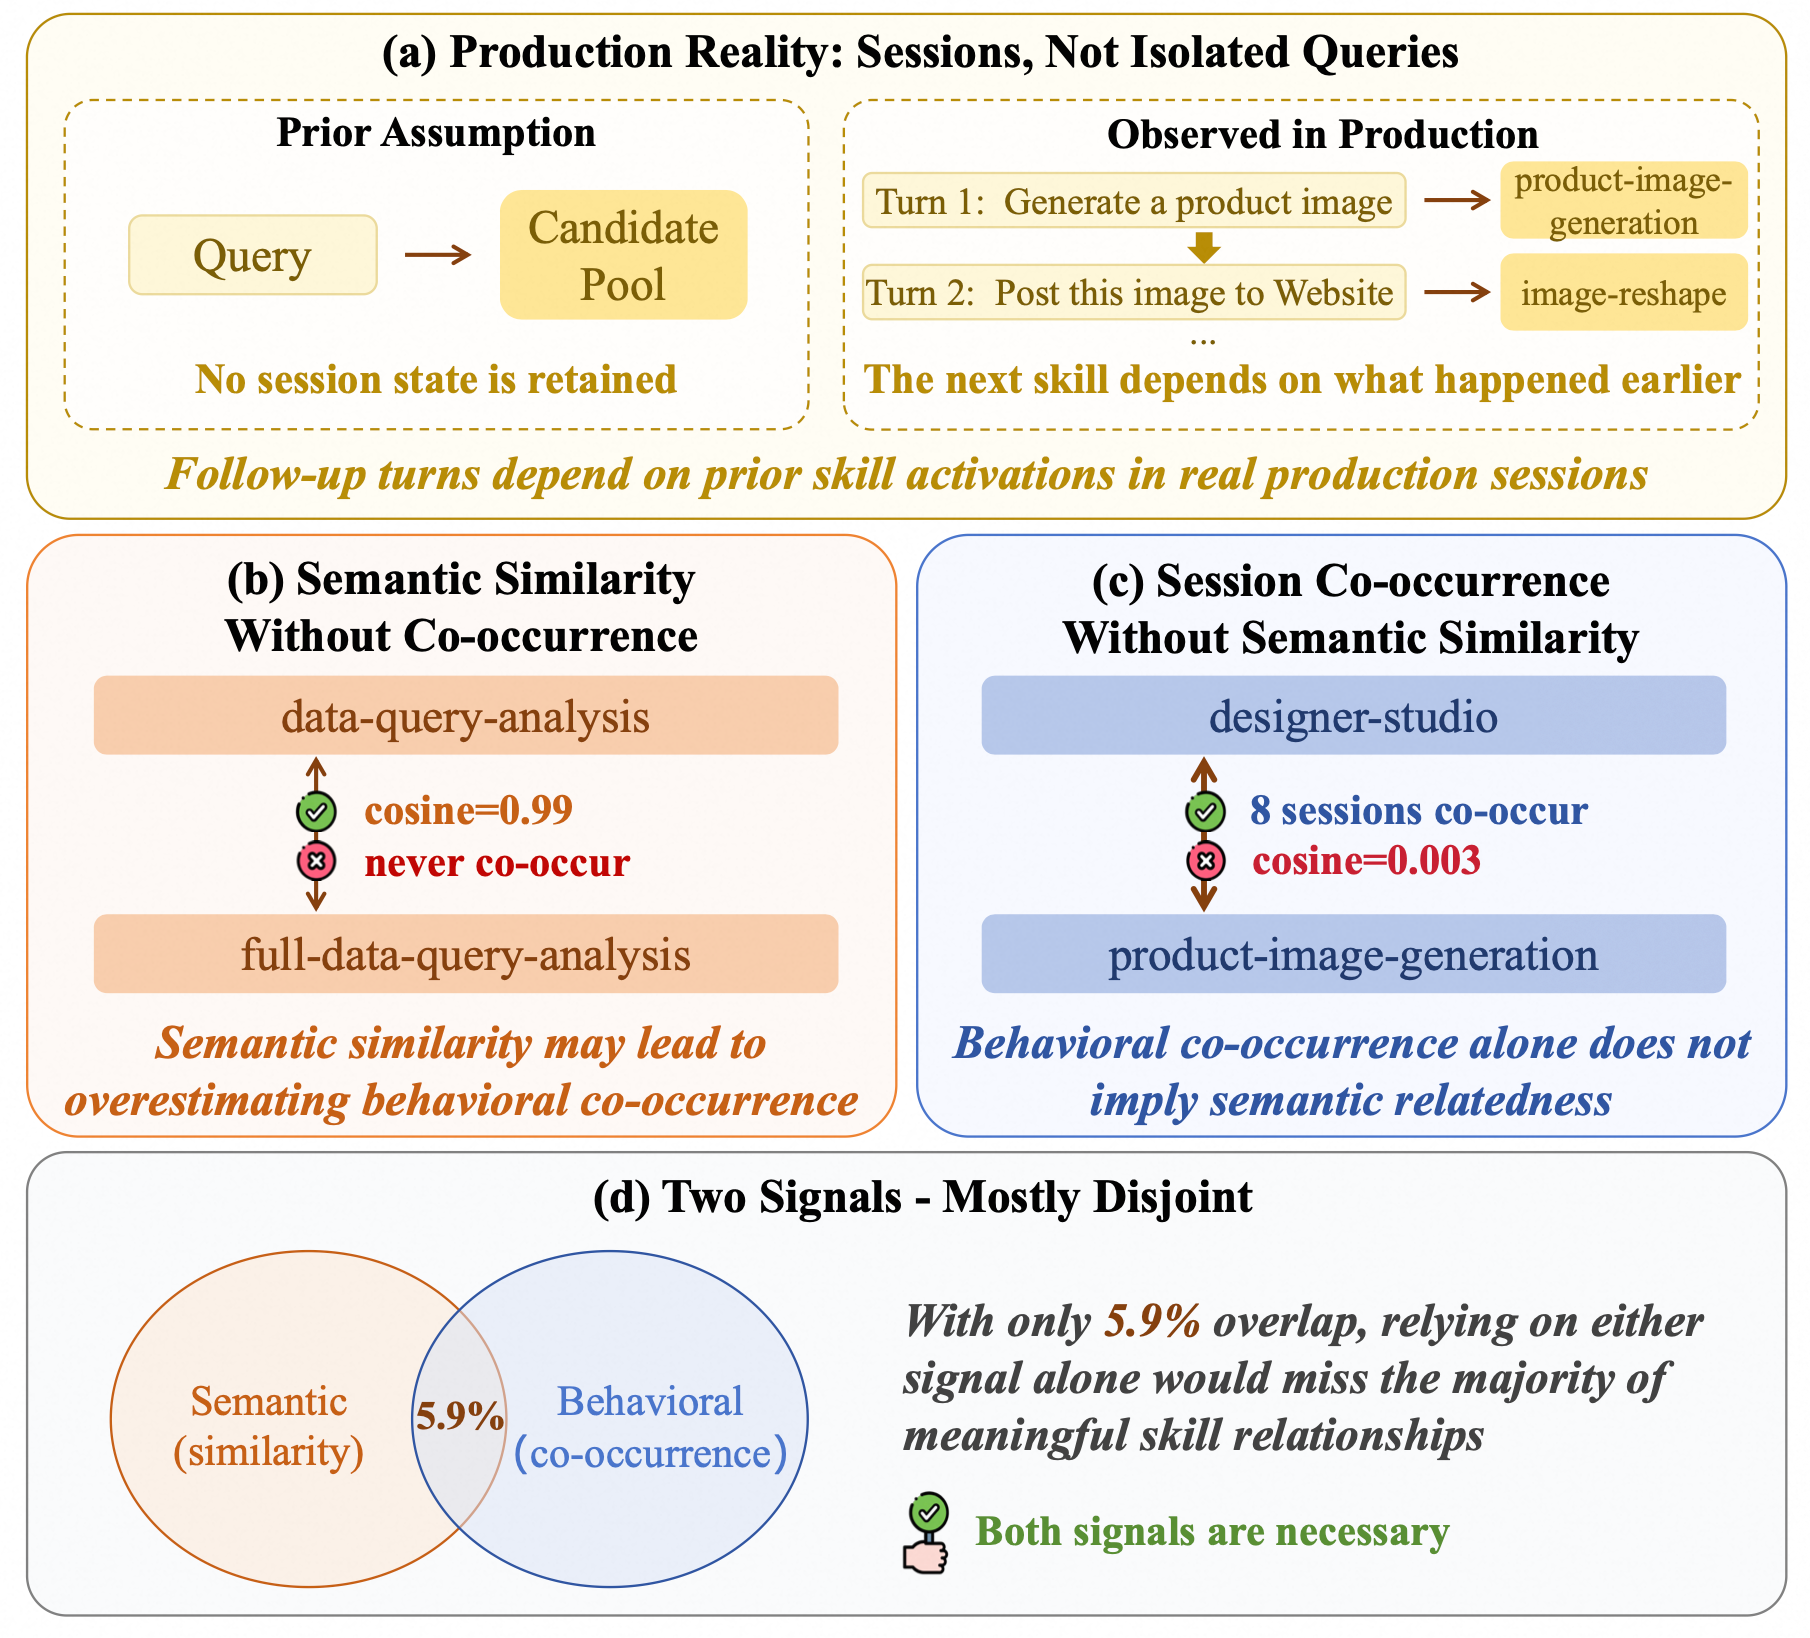 (a) Production Reality: Sessions, Not Isolated Queries
Prior Assumption
Query
Candidate
Pool
No session state is retained
Observed in Production
Turn 1: Generate a product image
product-image-
generation
Turn 2: Post this image to Website
image-reshape
...
The next skill depends on what happened earlier
Follow-up turns depend on prior skill activations in real production sessions
(b) Semantic Similarity
Without Co-occurrence
data-query-analysis
cosine=0.99
never co-occur
full-data-query-analysis
Semantic similarity may lead to
overestimating behavioral co-occurrence
(c) Session Co-occurrence
Without Semantic Similarity
designer-studio
8 sessions co-occur
cosine=0.003
product-image-generation
Behavioral co-occurrence alone does not
imply semantic relatedness
(d) Two Signals - Mostly Disjoint
Semantic
(similarity)
5.9%
Behavioral
(co-occurrence)
With only 5.9% overlap, relying on either
signal alone would miss the majority of
meaningful skill relationships
Both signals are necessary